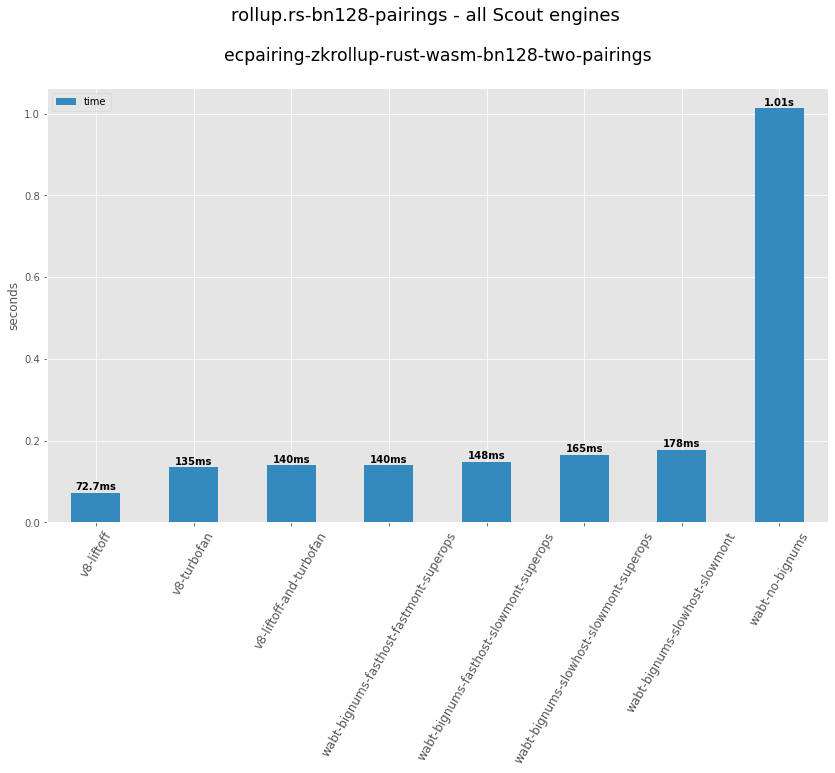 rollup.rs-bn128-pairings - all Scout engines
ecpairing-zkrollup-rust-wasm-bn128-two-pairings
time
1.01s
1.0
0.8
0.6
seconds
0.4
0.2
72.7ms
135ms
140ms
140ms
148ms
165ms
178ms
0.0
v8-liftoff
v8-turbofan
v8-liftoff-and-turbofan
wabt-bignums-fasthost-fastmont-superops
wabt-bignums-fasthost-slowmont-superops
wabt-bignums-slowhost-slowmont-superops
wabt-bignums-slowhost-slowmont
wabt-no-bignums